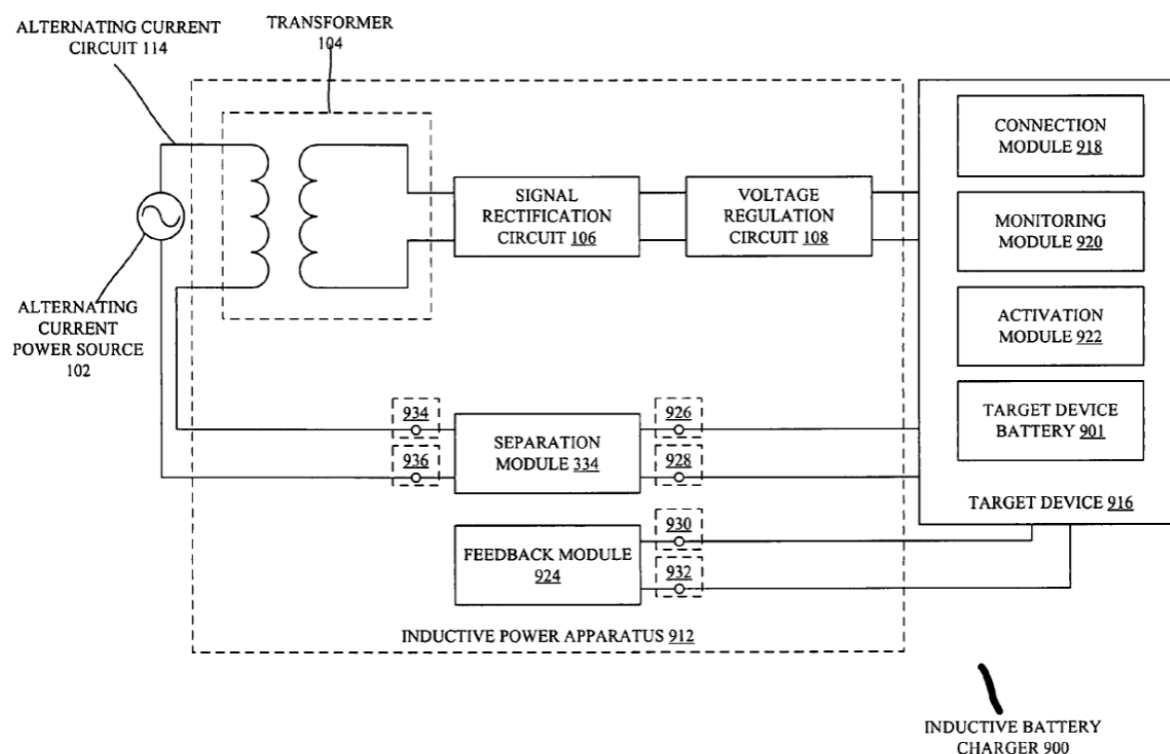 ALTERNATING CURRENT
CIRCUIT 114
TRANSFORMER
104
ALTERNATING
CURRENT
POWER SOURCE
102
SIGNAL
RECTIFICATION
CIRCUIT 106
VOLTAGE
REGULATION
CIRCUIT 108
CONNECTION
MODULE 918
MONITORING
MODULE 920
ACTIVATION
MODULE 922
TARGET DEVICE
BATTERY 901
TARGET DEVICE 916
934
936
SEPARATION
MODULE 334
926
928
FEEDBACK MODULE
924
930
932
INDUCTIVE POWER APPARATUS 912
INDUCTIVE BATTERY
CHARGER 900